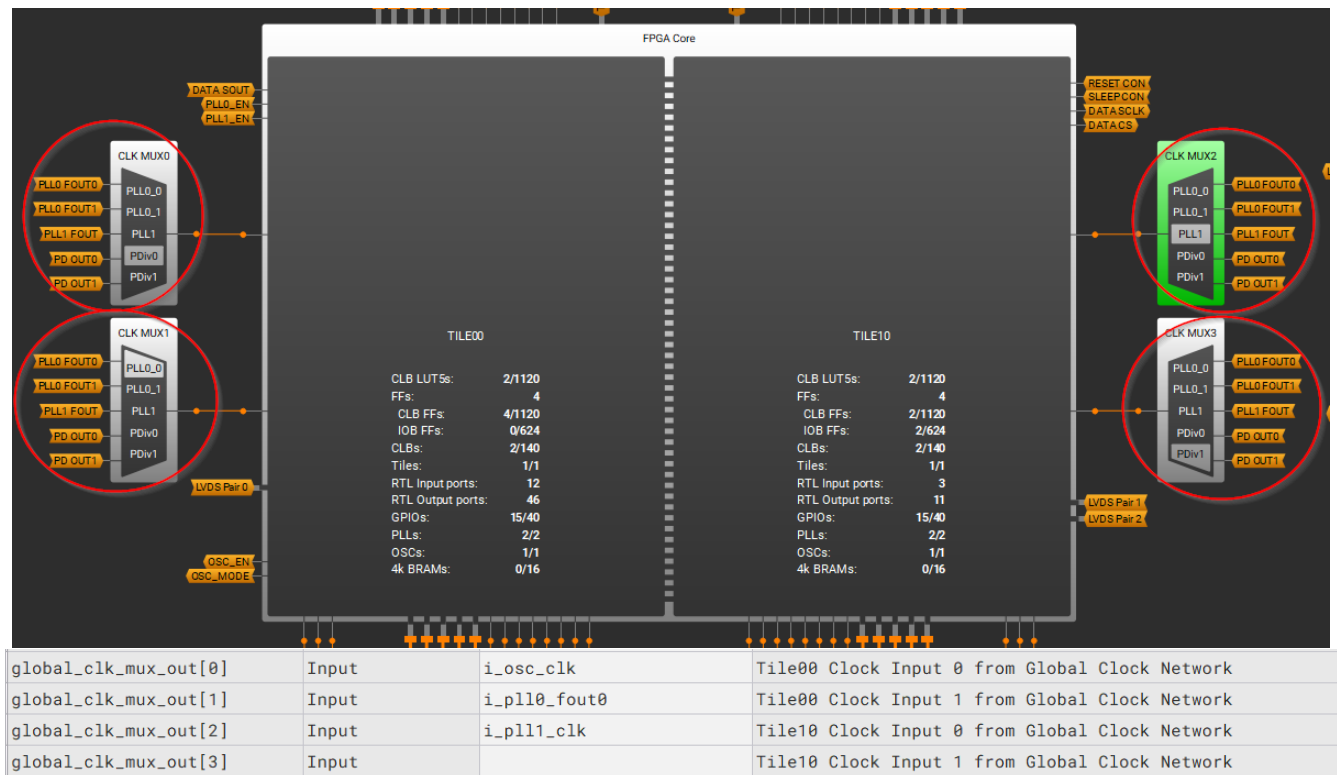 FPGA Core
DATA SOUT
PLL0_EN
PLL1_EN
RESET CON
SLEEPCON
DATASCLK
DATACS
CLK MUX0
PLL0 FOUT0
PLL0_0
PLL0 FOUT1
PLL0_1
PLL1 FOUT
PLL1
PD OUT0
PDiv0
PD OUT1
PDiv1
CLK MUX2
PLL0_0
PLL0 FOUT0
PLL0_1
PLL0 FOUT1
PLL1
PLL1 FOUT
PDiv0
PD OUT0
PDiv1
PD OUT1
CLK MUX1
PLL0 FOUT0
PLL0_0
PLL0 FOUT1
PLL0_1
PLL1 FOUT
PLL1
PD OUT0
PDiv0
PD OUT1
PDiv1
CLK MUX3
PLL0_0
PLL0 FOUT0
PLL0_1
PLL0 FOUT1
PLL1
PLL1 FOUT
PDiv0
PD OUT0
PDiv1
PD OUT1
LVDS Pair 0
OSC_EN
OSC_MODE
LVDS Pair 1
LVDS Pair 2
TILE00
CLB LUT5s: 2/1120
FFs: 4
CLB FFs: 4/1120
IOB FFs: 0/624
CLBs: 2/140
Tiles: 1/1
RTL Input ports: 12
RTL Output ports: 46
GPIOs: 15/40
PLLs: 2/2
OSCs: 1/1
4k BRAMs: 0/16
TILE10
CLB LUT5s: 2/1120
FFs: 4
CLB FFs: 2/1120
IOB FFs: 2/624
CLBs: 2/140
Tiles: 1/1
RTL Input ports: 3
RTL Output ports: 11
GPIOs: 15/40
PLLs: 2/2
OSCs: 1/1
4k BRAMs: 0/16
global_clk_mux_out[0] Input i_osc_clk Tile00 Clock Input 0 from Global Clock Network
global_clk_mux_out[1] Input i_pll0_fout0 Tile00 Clock Input 1 from Global Clock Network
global_clk_mux_out[2] Input i_pll1_clk Tile10 Clock Input 0 from Global Clock Network
global_clk_mux_out[3] Input Tile10 Clock Input 1 from Global Clock Network